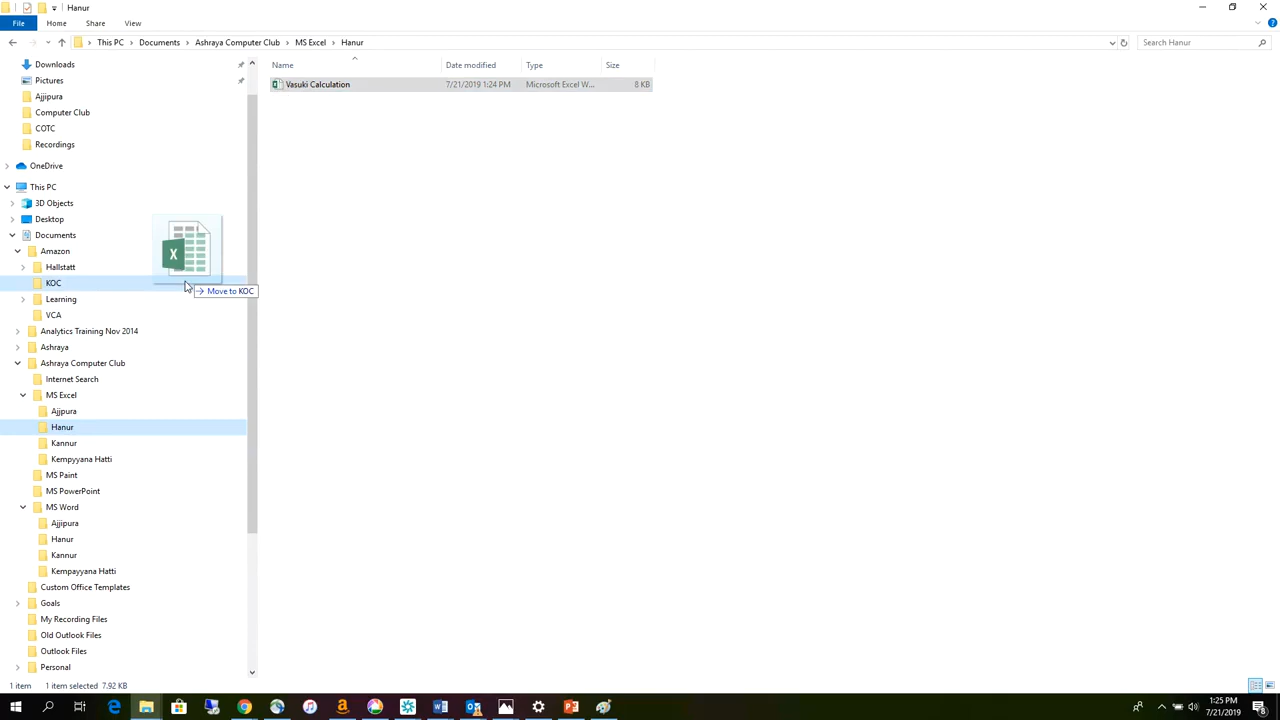 Hanur
File Home Share View
This PC Documents Ashraya Computer Club MS Excel Hanur Search Hanur
Name Date modified Type Size
Vasuki Calculation 7/21/2019 1:24 PM Microsoft Excel W... 8 KB
Downloads
Pictures
Ajjipura
Computer Club
COTC
Recordings
OneDrive
This PC
3D Objects
Desktop
Documents
Amazon
Hallstatt
KOC
Move to KOC
Learning
VCA
Analytics Training Nov 2014
Ashraya
Ashraya Computer Club
Internet Search
MS Excel
Ajjpura
Hanur
Kannur
Kempyyana Hatti
MS Paint
MS PowerPoint
MS Word
Ajjipura
Hanur
Kannur
Kempayyana Hatti
Custom Office Templates
Goals
My Recording Files
Old Outlook Files
Outlook Files
Personal
1 item 1 item selected 7.92 KB
1:25 PM
7/21/2019